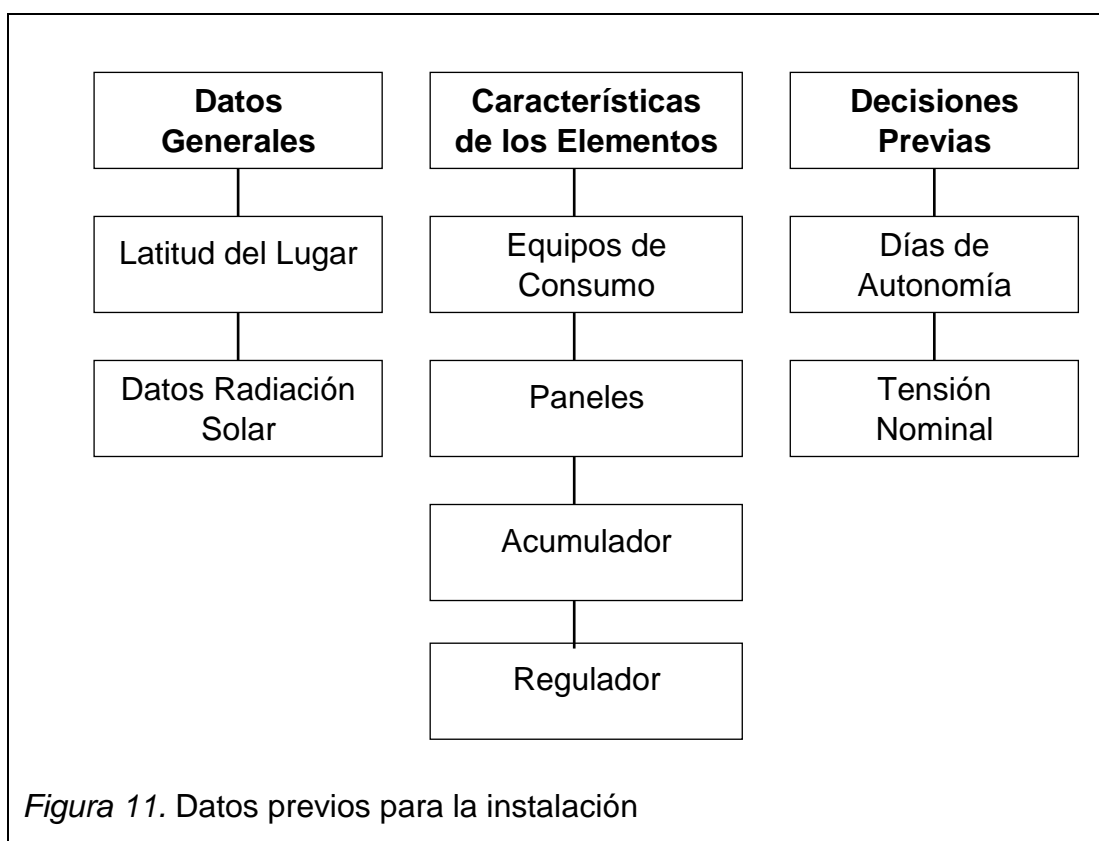 Datos
Generales
Latitud del Lugar
Datos Radiación
Solar
Características
de los Elementos
Equipos de
Consumo
Paneles
Acumulador
Regulador
Decisiones
Previas
Días de
Autonomía
Tensión
Nominal
Figura 11. Datos previos para la instalación